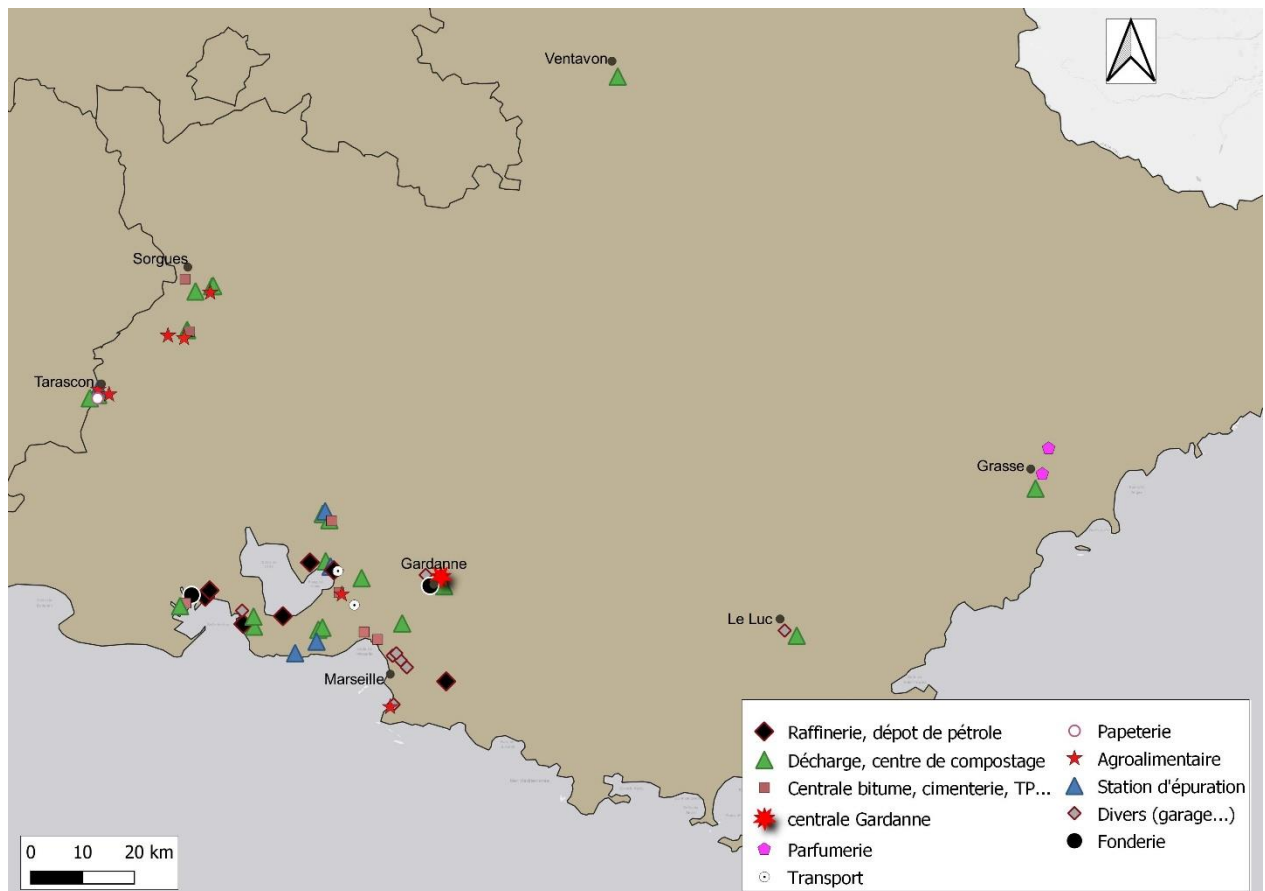 Ventavon
Sorgues
Tarascon
Grasse
Gardanne
Le Luc
Marseille
Raffinerie, dépot de pétrole
Décharge, centre de compostage
Centrale bitume, cimenterie, TP...
centrale Gardanne
Parfumerie
Transport
Papeterie
Agroalimentaire
Station d'épuration
Divers (garage...)
Fonderie
0 10 20 km